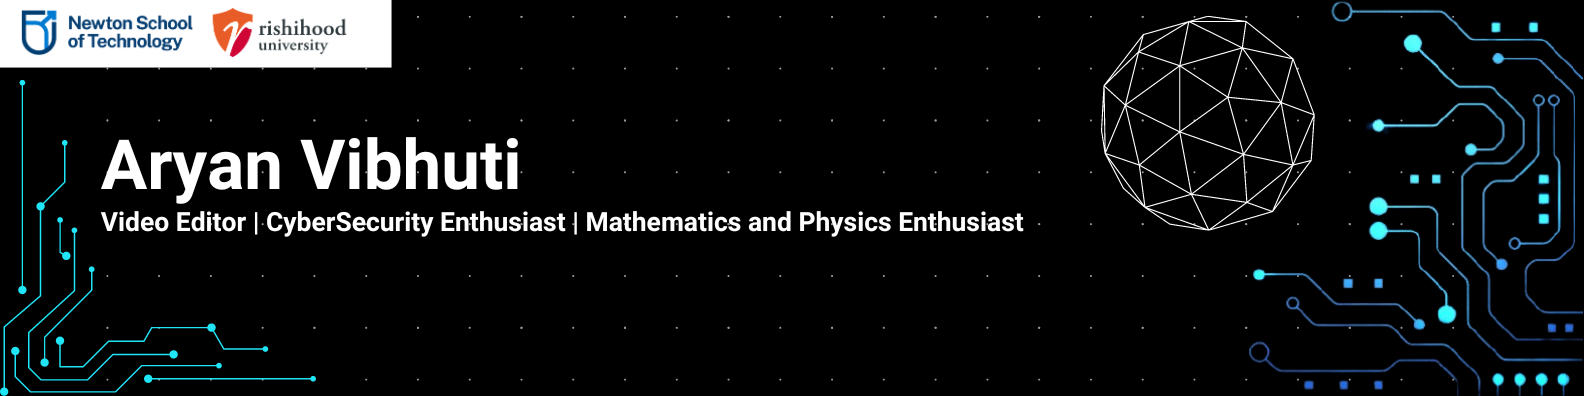 Newton School
of Technology
rishihood
university
Aryan Vibhuti
Video Editor | CyberSecurity Enthusiast | Mathematics and Physics Enthusiast